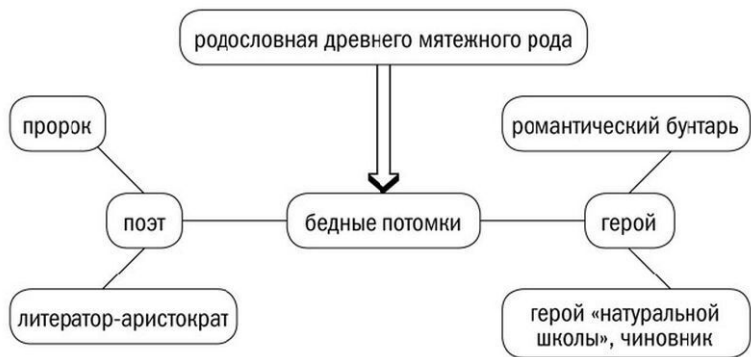 родословная древнего мятежного рода
пророк
романтический бунтарь
поэт
бедные потомки
герой
литератор-аристократ
герой «натуральной
школы», чиновник